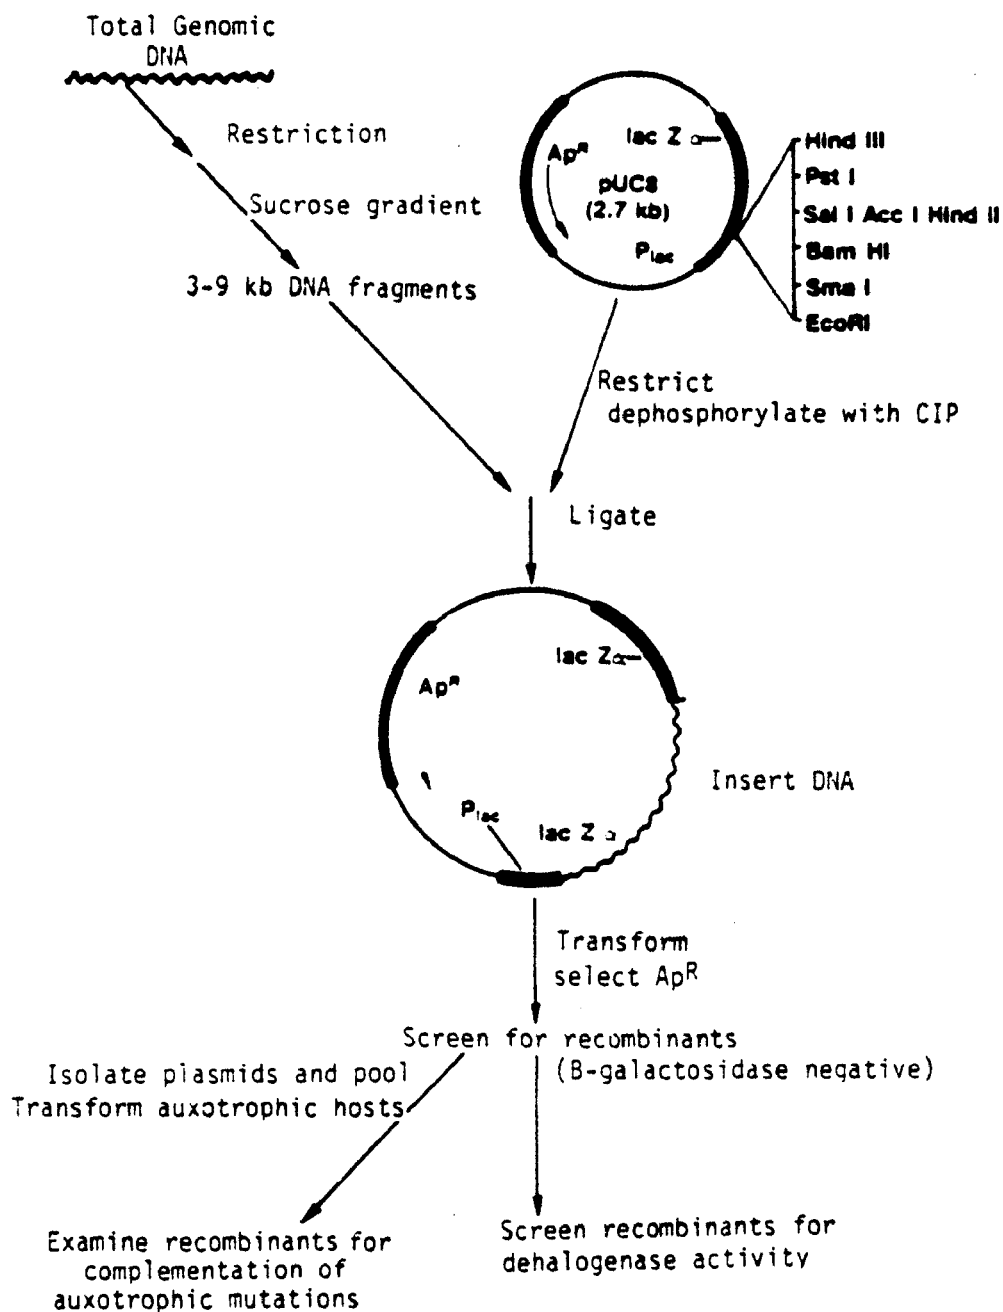 Total Genomic
DNA
Restriction
Sucrose gradient
3-9 kb DNA fragments
Ap^R
lac Z α
pUC8
(2.7 kb)
P_lac
Hind III
Pst I
Sal I Acc I Hind II
Bam HI
Sma I
EcoRI
Restrict
dephosphorylate with CIP
Ligate
lac Zα
Ap^R
Insert DNA
P_lac
lac Z α
Transform
select Ap^R
Screen for recombinants
(B-galactosidase negative)
Isolate plasmids and pool
Transform auxotrophic hosts
Examine recombinants for
complementation of
auxotrophic mutations
Screen recombinants for
dehalogenase activity